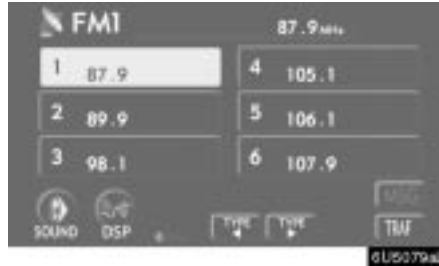 FM1 87.9MHz
1 87.9
4 105.1
2 89.9
5 106.1
3 98.1
6 107.9
MSG
SOUND DSP TYPE TYPE TRAF
6U5079a